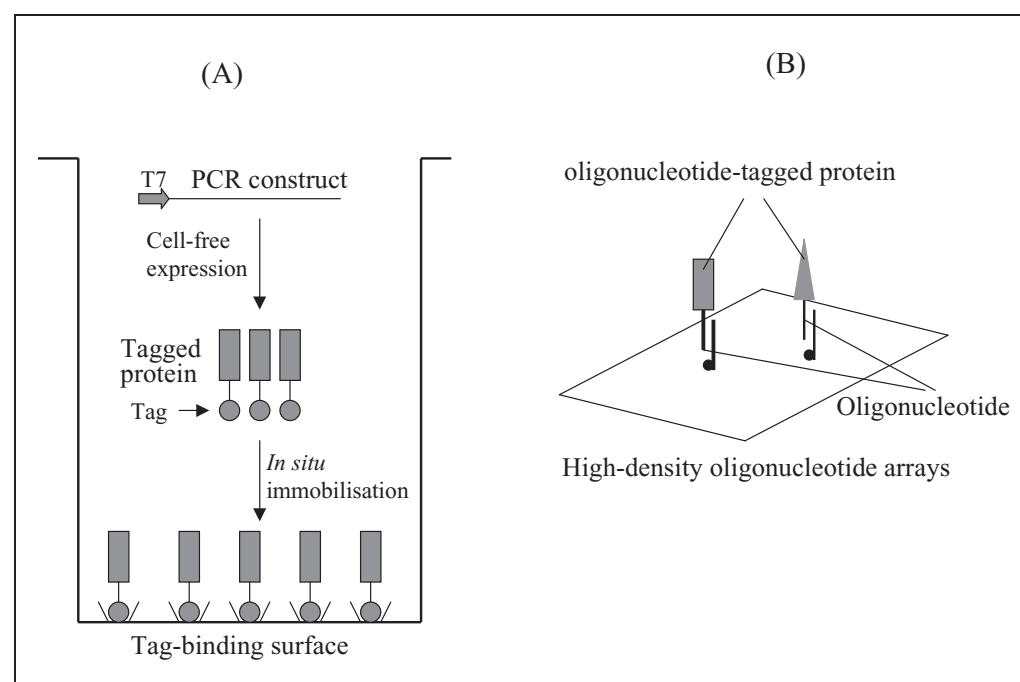 (A)
T7 PCR construct
Cell-free
expression
Tagged
protein
Tag
In situ
immobilisation
Tag-binding surface
(B)
oligonucleotide-tagged protein
Oligonucleotide
High-density oligonucleotide arrays